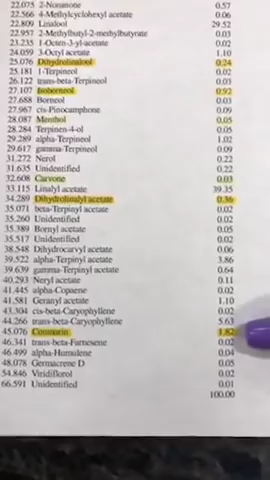 22.075 2-Nonanone 0.57
22.566 4-Methylcyclohexyl acetate 0.06
22.809 Linalool 29.52
22.957 2-Methylbutyl-2-methylbutyrate 0.03
23.235 1-Octen-3-yl-acetate 0.02
24.059 3-Octyl acetate 1.10
25.076 Dihydrolinalool 0.24
25.181 1-Terpineol 0.02
26.122 trans-beta-Terpineol 0.03
27.107 Isoborneol 0.92
27.688 Borneol 0.03
27.967 cis-Pinocamphone 0.09
28.087 Menthol 0.05
28.284 Terpinen-4-ol 0.05
29.289 alpha-Terpineol 1.02
29.617 gamma-Terpineol 0.09
31.272 Nerol 0.22
31.635 Unidentified 0.22
32.608 Carvone 0.03
33.115 Linalyl acetate 39.35
34.289 Dihydrolinalyl acetate 0.36
35.071 beta-Terpinyl acetate 0.02
35.260 Unidentified 0.02
35.389 Bornyl acetate 0.05
35.517 Unidentified 0.02
38.548 Dihydrocarvyl acetate 0.06
39.522 alpha-Terpinyl acetate 3.86
39.639 gamma-Terpinyl acetate 0.64
40.293 Neryl acetate 0.11
41.445 alpha-Copaene 0.02
41.581 Geranyl acetate 1.10
43.304 cis-beta-Caryophyllene 0.02
44.266 trans-beta-Caryophyllene 5.63
45.076 Coumarin 1.82
46.341 trans-beta-Farnesene 0.02
46.499 alpha-Humulene 0.04
48.078 Germacrene D 0.05
54.846 Viridiflorol 0.02
66.591 Unidentified 0.01
100.00